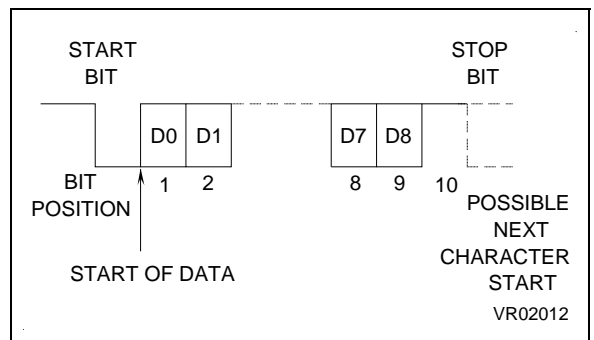 START
BIT
STOP
BIT
D0 D1 D7 D8
BIT
POSITION
1 2 8 9 10
POSSIBLE
NEXT
CHARACTER
START
START OF DATA
VR02012